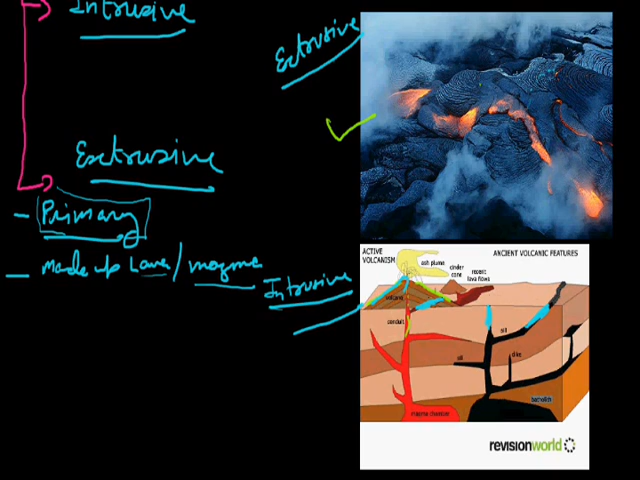 Intrusive
Extrusive
Extrusive
- Primary
- Made up Lava / magma
Intrusive
ACTIVE VOLCANISM
ANCIENT VOLCANIC FEATURES
ash plume
cinder cone
recent lava flows
volcano
conduit
sill
sill
dike
batholith
magma chamber
revisionworld